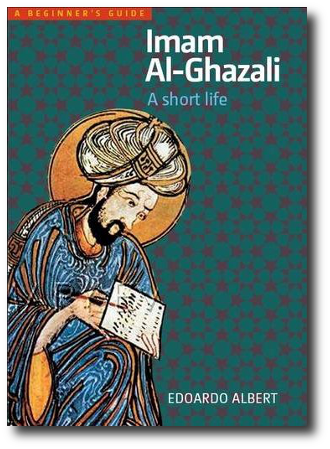 A BEGINNER'S GUIDE
Imam
Al-Ghazali
A short life
EDOARDO ALBERT